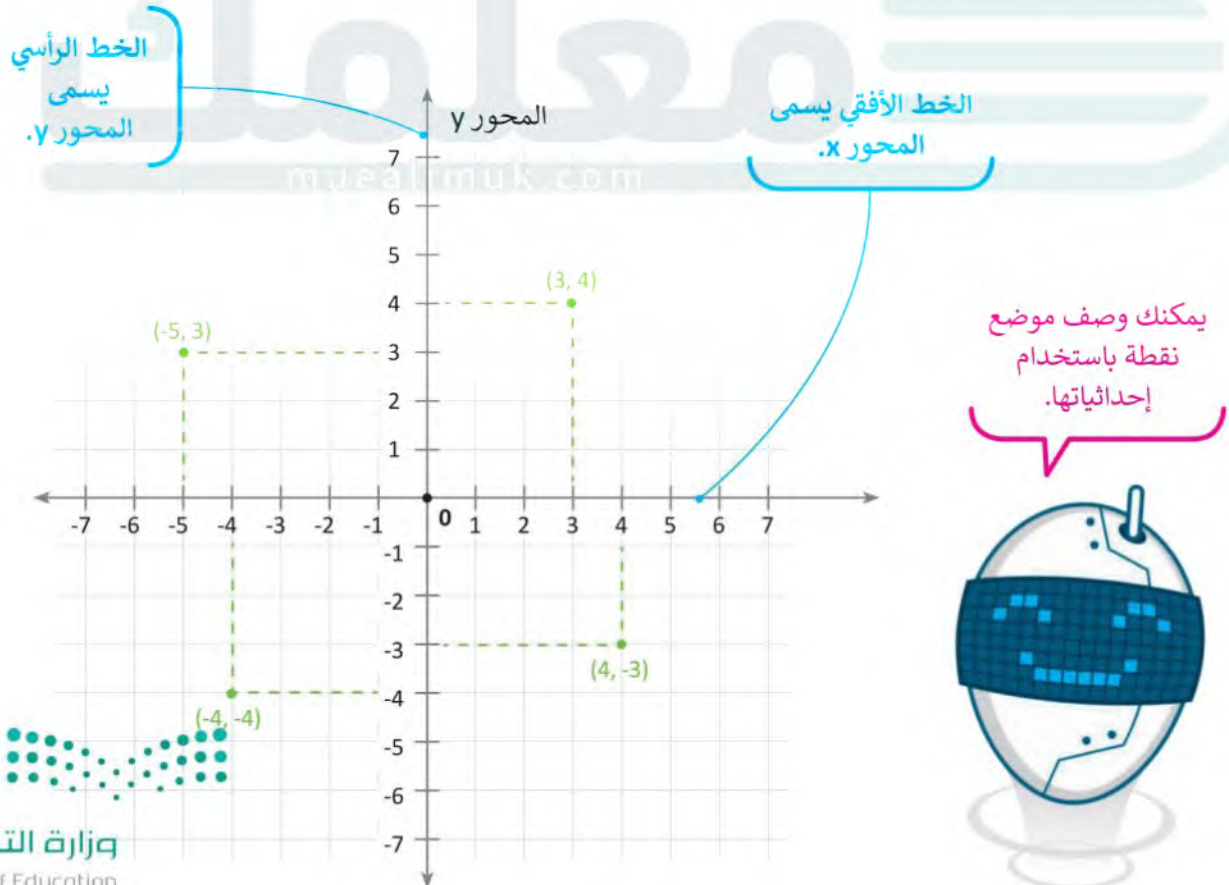 معلمك
muealimuk.com
الخط الرأسي
يسمى
المحور y.
المحور y
الخط الأفقي يسمى
المحور x.
7
6
5
4
3
2
1
(3, 4)
(-5, 3)
يمكنك وصف موضع
نقطة باستخدام
إحداثياتها.
-7 -6 -5 -4 -3 -2 -1 0 1 2 3 4 5 6 7
-1
-2
-3
-4
-5
-6
-7
(4, -3)
(-4, -4)
وزارة
Education